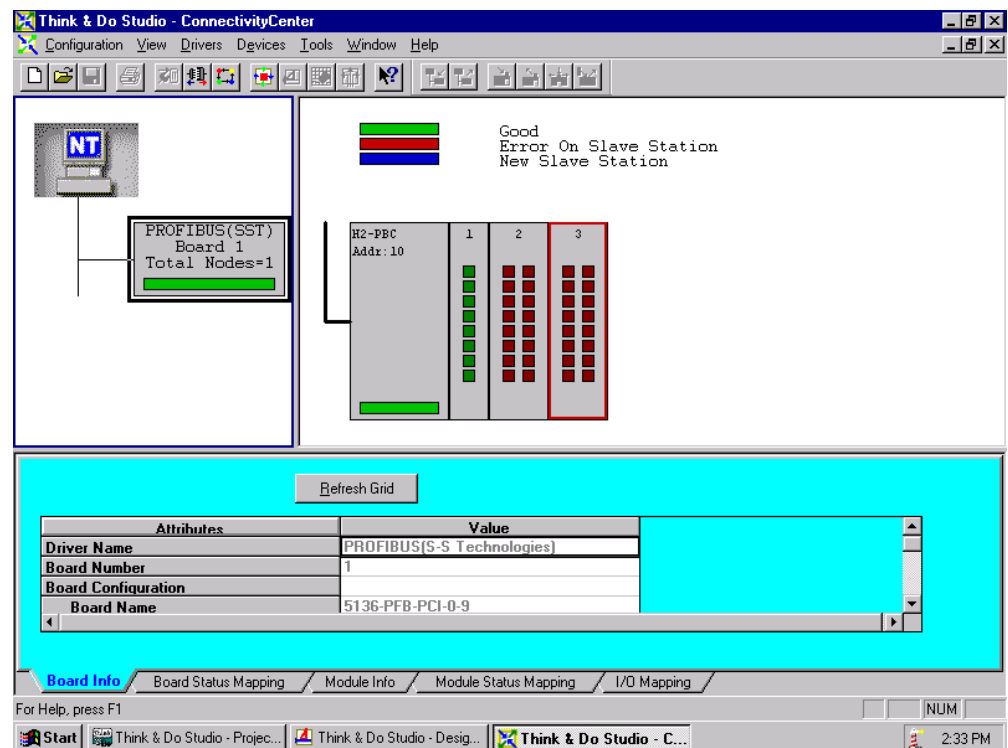 Think & Do Studio - ConnectivityCenter
Configuration View Drivers Devices Tools Window Help
NT
PROFIBUS(SST)
Board 1
Total Nodes=1
Good
Error On Slave Station
New Slave Station
H2-PBC
Addr:10
1
2
3
Refresh Grid
Attributes Value
Driver Name PROFIBUS(S-S Technologies)
Board Number 1
Board Configuration
Board Name 5136-PFB-PCI-0-9
Board Info Board Status Mapping Module Info Module Status Mapping I/O Mapping
For Help, press F1 NUM
Start Think & Do Studio - Projec... Think & Do Studio - Desig... Think & Do Studio - C... 2:33 PM